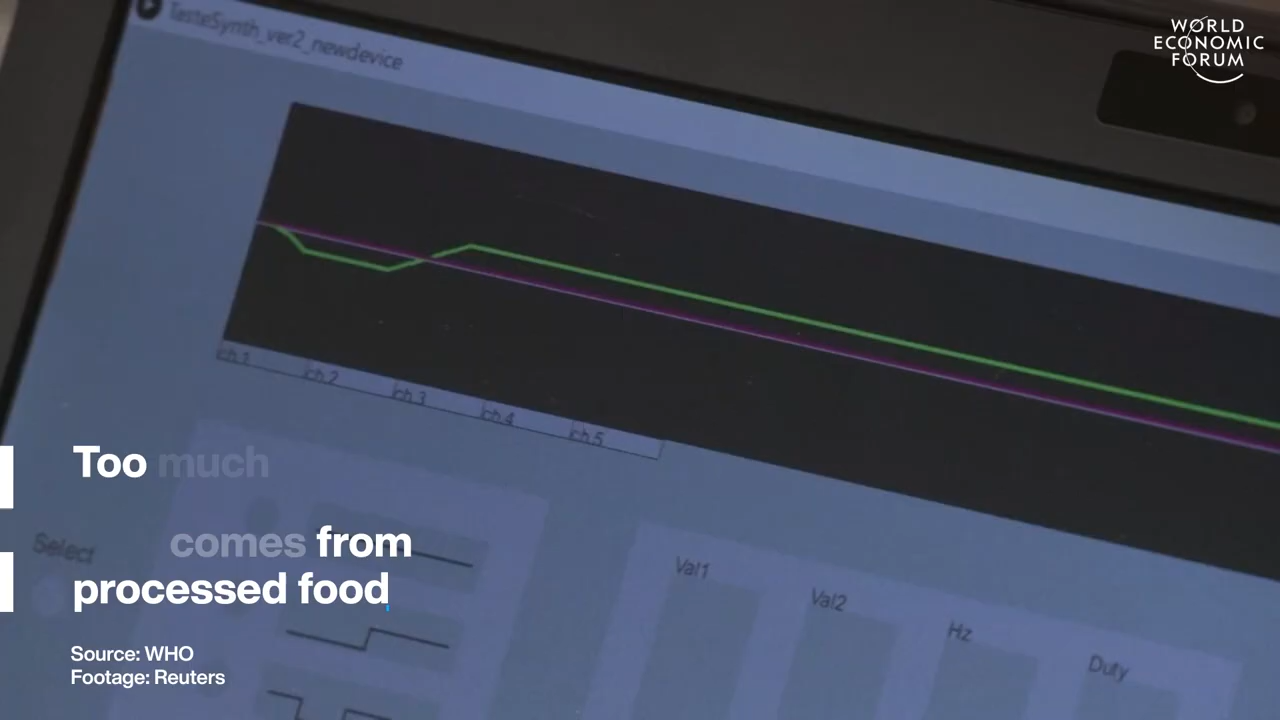 TasteSynth_ver2_newdevice
WORLD
ECONOMIC
FORUM
ch.1
ch.2
ch.3
ch.4
ch.5
Too much
comes from
processed food
Select
Val1
Val2
Hz
Duty
Source: WHO
Footage: Reuters